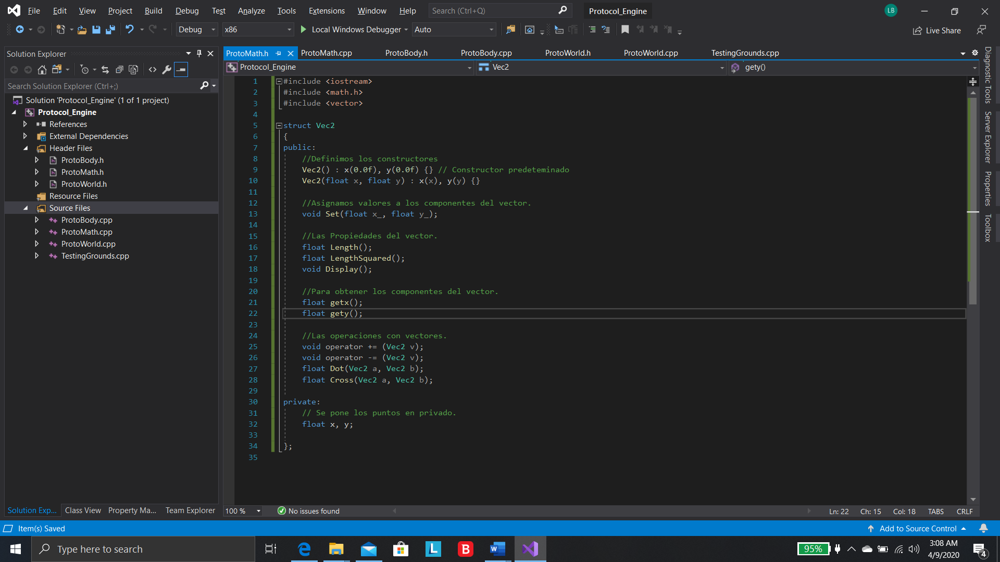 File Edit View Project Build Debug Test Analyze Tools Extensions Window Help Search (Ctrl+Q) Protocol_Engine LB
Debug x86 Local Windows Debugger Auto Live Share
Solution Explorer
Search Solution Explorer (Ctrl+;)
Solution 'Protocol_Engine' (1 of 1 project)
Protocol_Engine
References
External Dependencies
Header Files
ProtoBody.h
ProtoMath.h
ProtoWorld.h
Resource Files
Source Files
ProtoBody.cpp
ProtoMath.cpp
ProtoWorld.cpp
TestingGrounds.cpp
Solution Exp... Class View Property Ma... Team Explorer
ProtoMath.h ProtoMath.cpp ProtoBody.h ProtoBody.cpp ProtoWorld.h ProtoWorld.cpp TestingGrounds.cpp
Protocol_Engine Vec2 gety()
1 #include <iostream>
2 #include <math.h>
3 #include <vector>
4
5 struct Vec2
6 {
7 public:
8 //Definimos los constructores
9 Vec2() : x(0.0f), y(0.0f) {} // Constructor predeteminado
10 Vec2(float x, float y) : x(x), y(y) {}
11
12 //Asignamos valores a los componentes del vector.
13 void Set(float x_, float y_);
14
15 //Las Propiedades del vector.
16 float Length();
17 float LengthSquared();
18 void Display();
19
20 //Para obtener los componentes del vector.
21 float getx();
22 float gety();
23
24 //Las operaciones con vectores.
25 void operator += (Vec2 v);
26 void operator -= (Vec2 v);
27 float Dot(Vec2 a, Vec2 b);
28 float Cross(Vec2 a, Vec2 b);
29
30 private:
31 // Se pone los puntos en privado.
32 float x, y;
33
34 };
35
100 % No issues found Ln: 22 Ch: 15 Col: 18 TABS CRLF
Diagnostic Tools
Server Explorer
Properties
Toolbox
Item(s) Saved Add to Source Control
Type here to search
L
B
W
95%
3:08 AM
4/9/2020
4